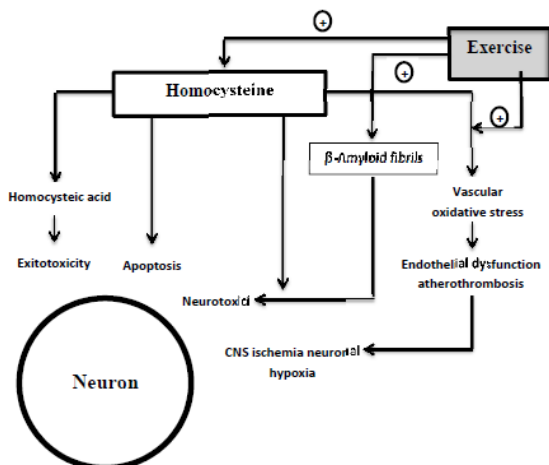 +
Exercise
+
Homocysteine
+
β-Amyloid fibrils
Homocysteic acid
Vascular
oxidative stress
Exitotoxicity
Apoptosis
Endothelial dysfunction
atherothrombosis
Neurotoxici
CNS ischemia neuronal
hypoxia
Neuron